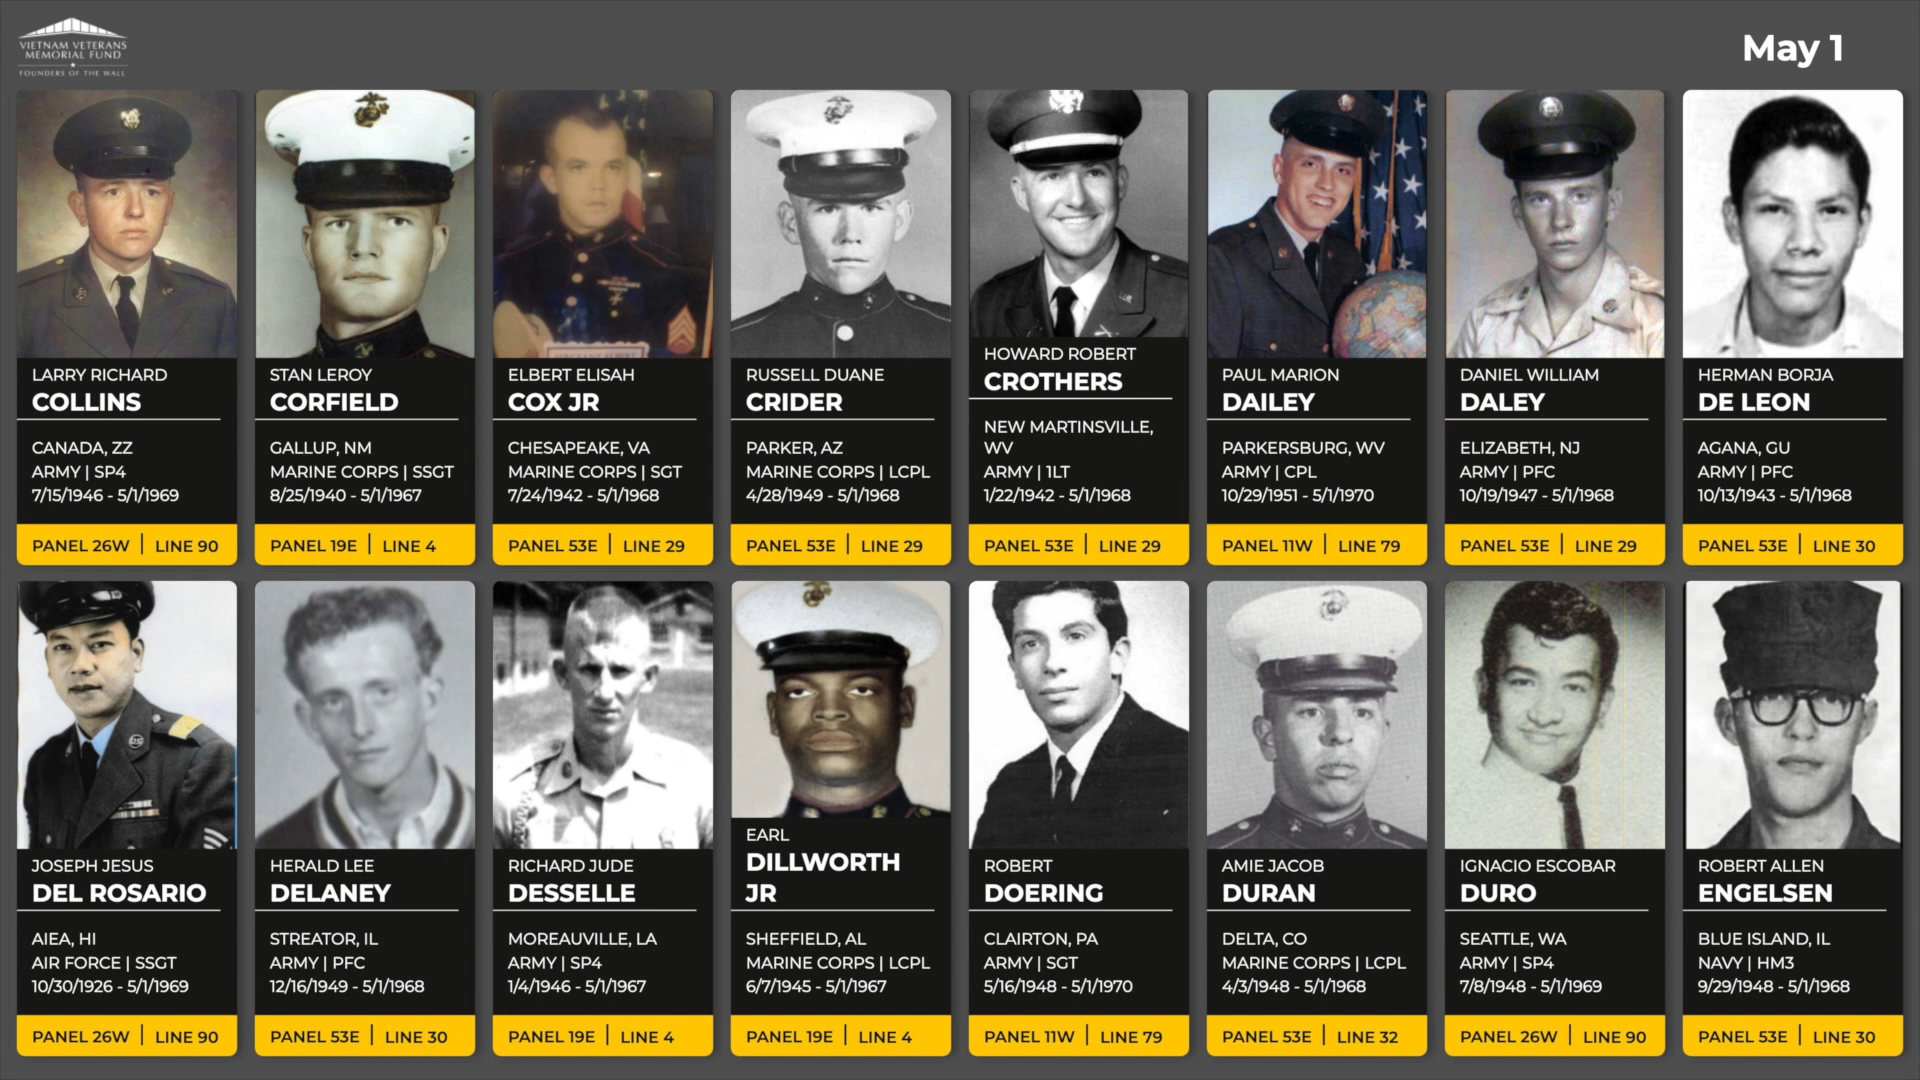 VIETNAM VETERANS
MEMORIAL FUND
FOUNDERS OF THE WALL
May 1
LARRY RICHARD
COLLINS
CANADA, ZZ
ARMY | SP4
7/15/1946 - 5/1/1969
PANEL 26W | LINE 90
STAN LEROY
CORFIELD
GALLUP, NM
MARINE CORPS | SSGT
8/25/1940 - 5/1/1967
PANEL 19E | LINE 4
ELBERT ELISAH
COX JR
CHESAPEAKE, VA
MARINE CORPS | SGT
7/24/1942 - 5/1/1968
PANEL 53E | LINE 29
RUSSELL DUANE
CRIDER
PARKER, AZ
MARINE CORPS | LCPL
4/28/1949 - 5/1/1968
PANEL 53E | LINE 29
HOWARD ROBERT
CROTHERS
NEW MARTINSVILLE,
WV
ARMY | 1LT
1/22/1942 - 5/1/1968
PANEL 53E | LINE 29
PAUL MARION
DAILEY
PARKERSBURG, WV
ARMY | CPL
10/29/1951 - 5/1/1970
PANEL 11W | LINE 79
DANIEL WILLIAM
DALEY
ELIZABETH, NJ
ARMY | PFC
10/19/1947 - 5/1/1968
PANEL 53E | LINE 29
HERMAN BORJA
DE LEON
AGANA, GU
ARMY | PFC
10/13/1943 - 5/1/1968
PANEL 53E | LINE 30
JOSEPH JESUS
DEL ROSARIO
AIEA, HI
AIR FORCE | SSGT
10/30/1926 - 5/1/1969
PANEL 26W | LINE 90
HERALD LEE
DELANEY
STREATOR, IL
ARMY | PFC
12/16/1949 - 5/1/1968
PANEL 53E | LINE 30
RICHARD JUDE
DESSELLE
MOREAUVILLE, LA
ARMY | SP4
1/4/1946 - 5/1/1967
PANEL 19E | LINE 4
EARL
DILLWORTH
JR
SHEFFIELD, AL
MARINE CORPS | LCPL
6/7/1945 - 5/1/1967
PANEL 19E | LINE 4
ROBERT
DOERING
CLAIRTON, PA
ARMY | SGT
5/16/1948 - 5/1/1970
PANEL 11W | LINE 79
AMIE JACOB
DURAN
DELTA, CO
MARINE CORPS | LCPL
4/3/1948 - 5/1/1968
PANEL 53E | LINE 32
IGNACIO ESCOBAR
DURO
SEATTLE, WA
ARMY | SP4
7/8/1948 - 5/1/1969
PANEL 26W | LINE 90
ROBERT ALLEN
ENGELSEN
BLUE ISLAND, IL
NAVY | HM3
9/29/1948 - 5/1/1968
PANEL 53E | LINE 30